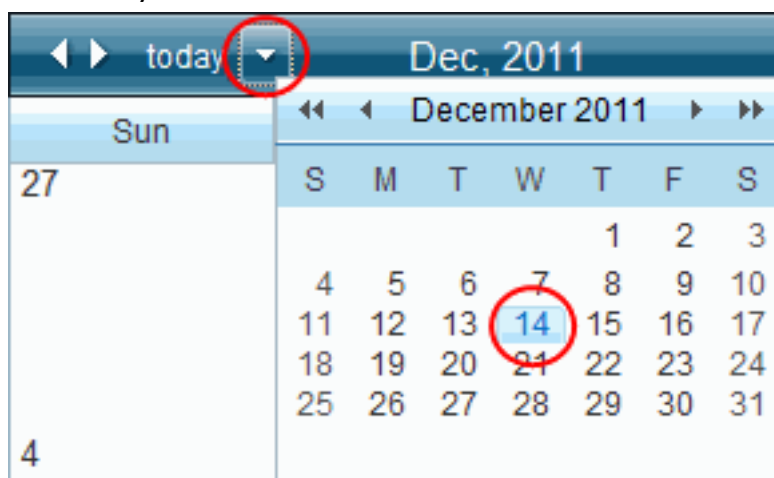 today Dec, 2011
December 2011
Sun
S M T W T F S
27
1 2 3
4 5 6 7 8 9 10
11 12 13 14 15 16 17
18 19 20 21 22 23 24
25 26 27 28 29 30 31
4